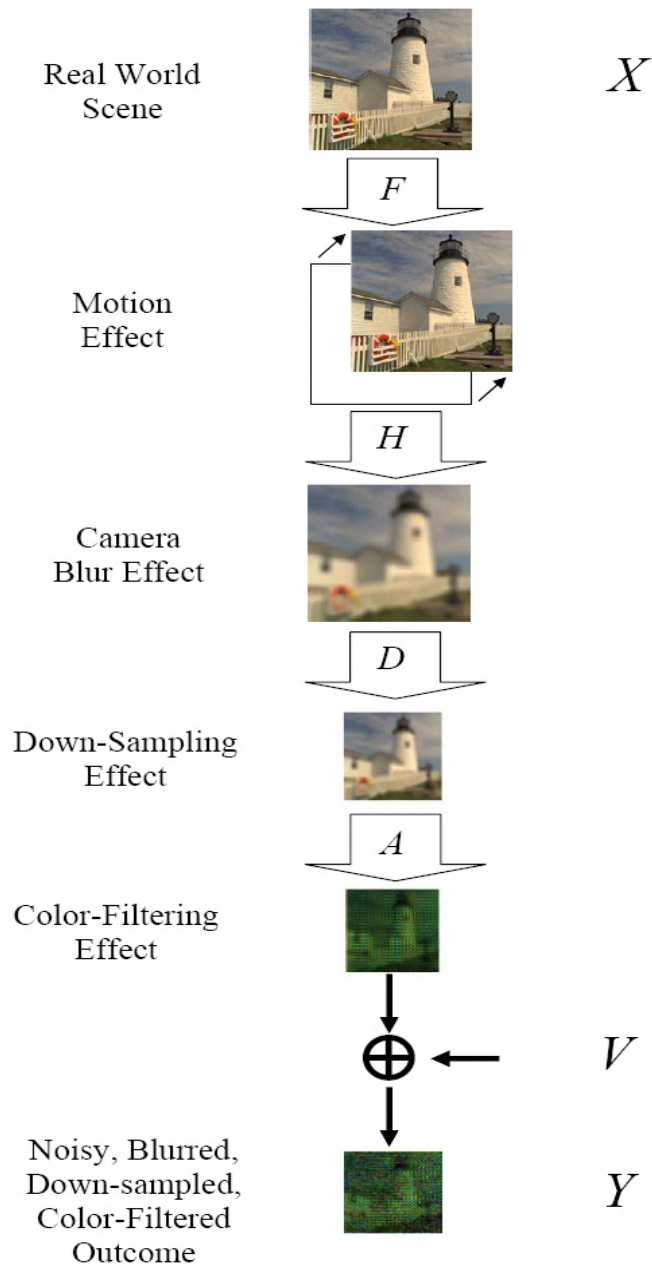 Real World
Scene
X
F
Motion
Effect
H
Camera
Blur Effect
D
Down-Sampling
Effect
A
Color-Filtering
Effect
V
Noisy, Blurred,
Down-sampled,
Color-Filtered
Outcome
Y